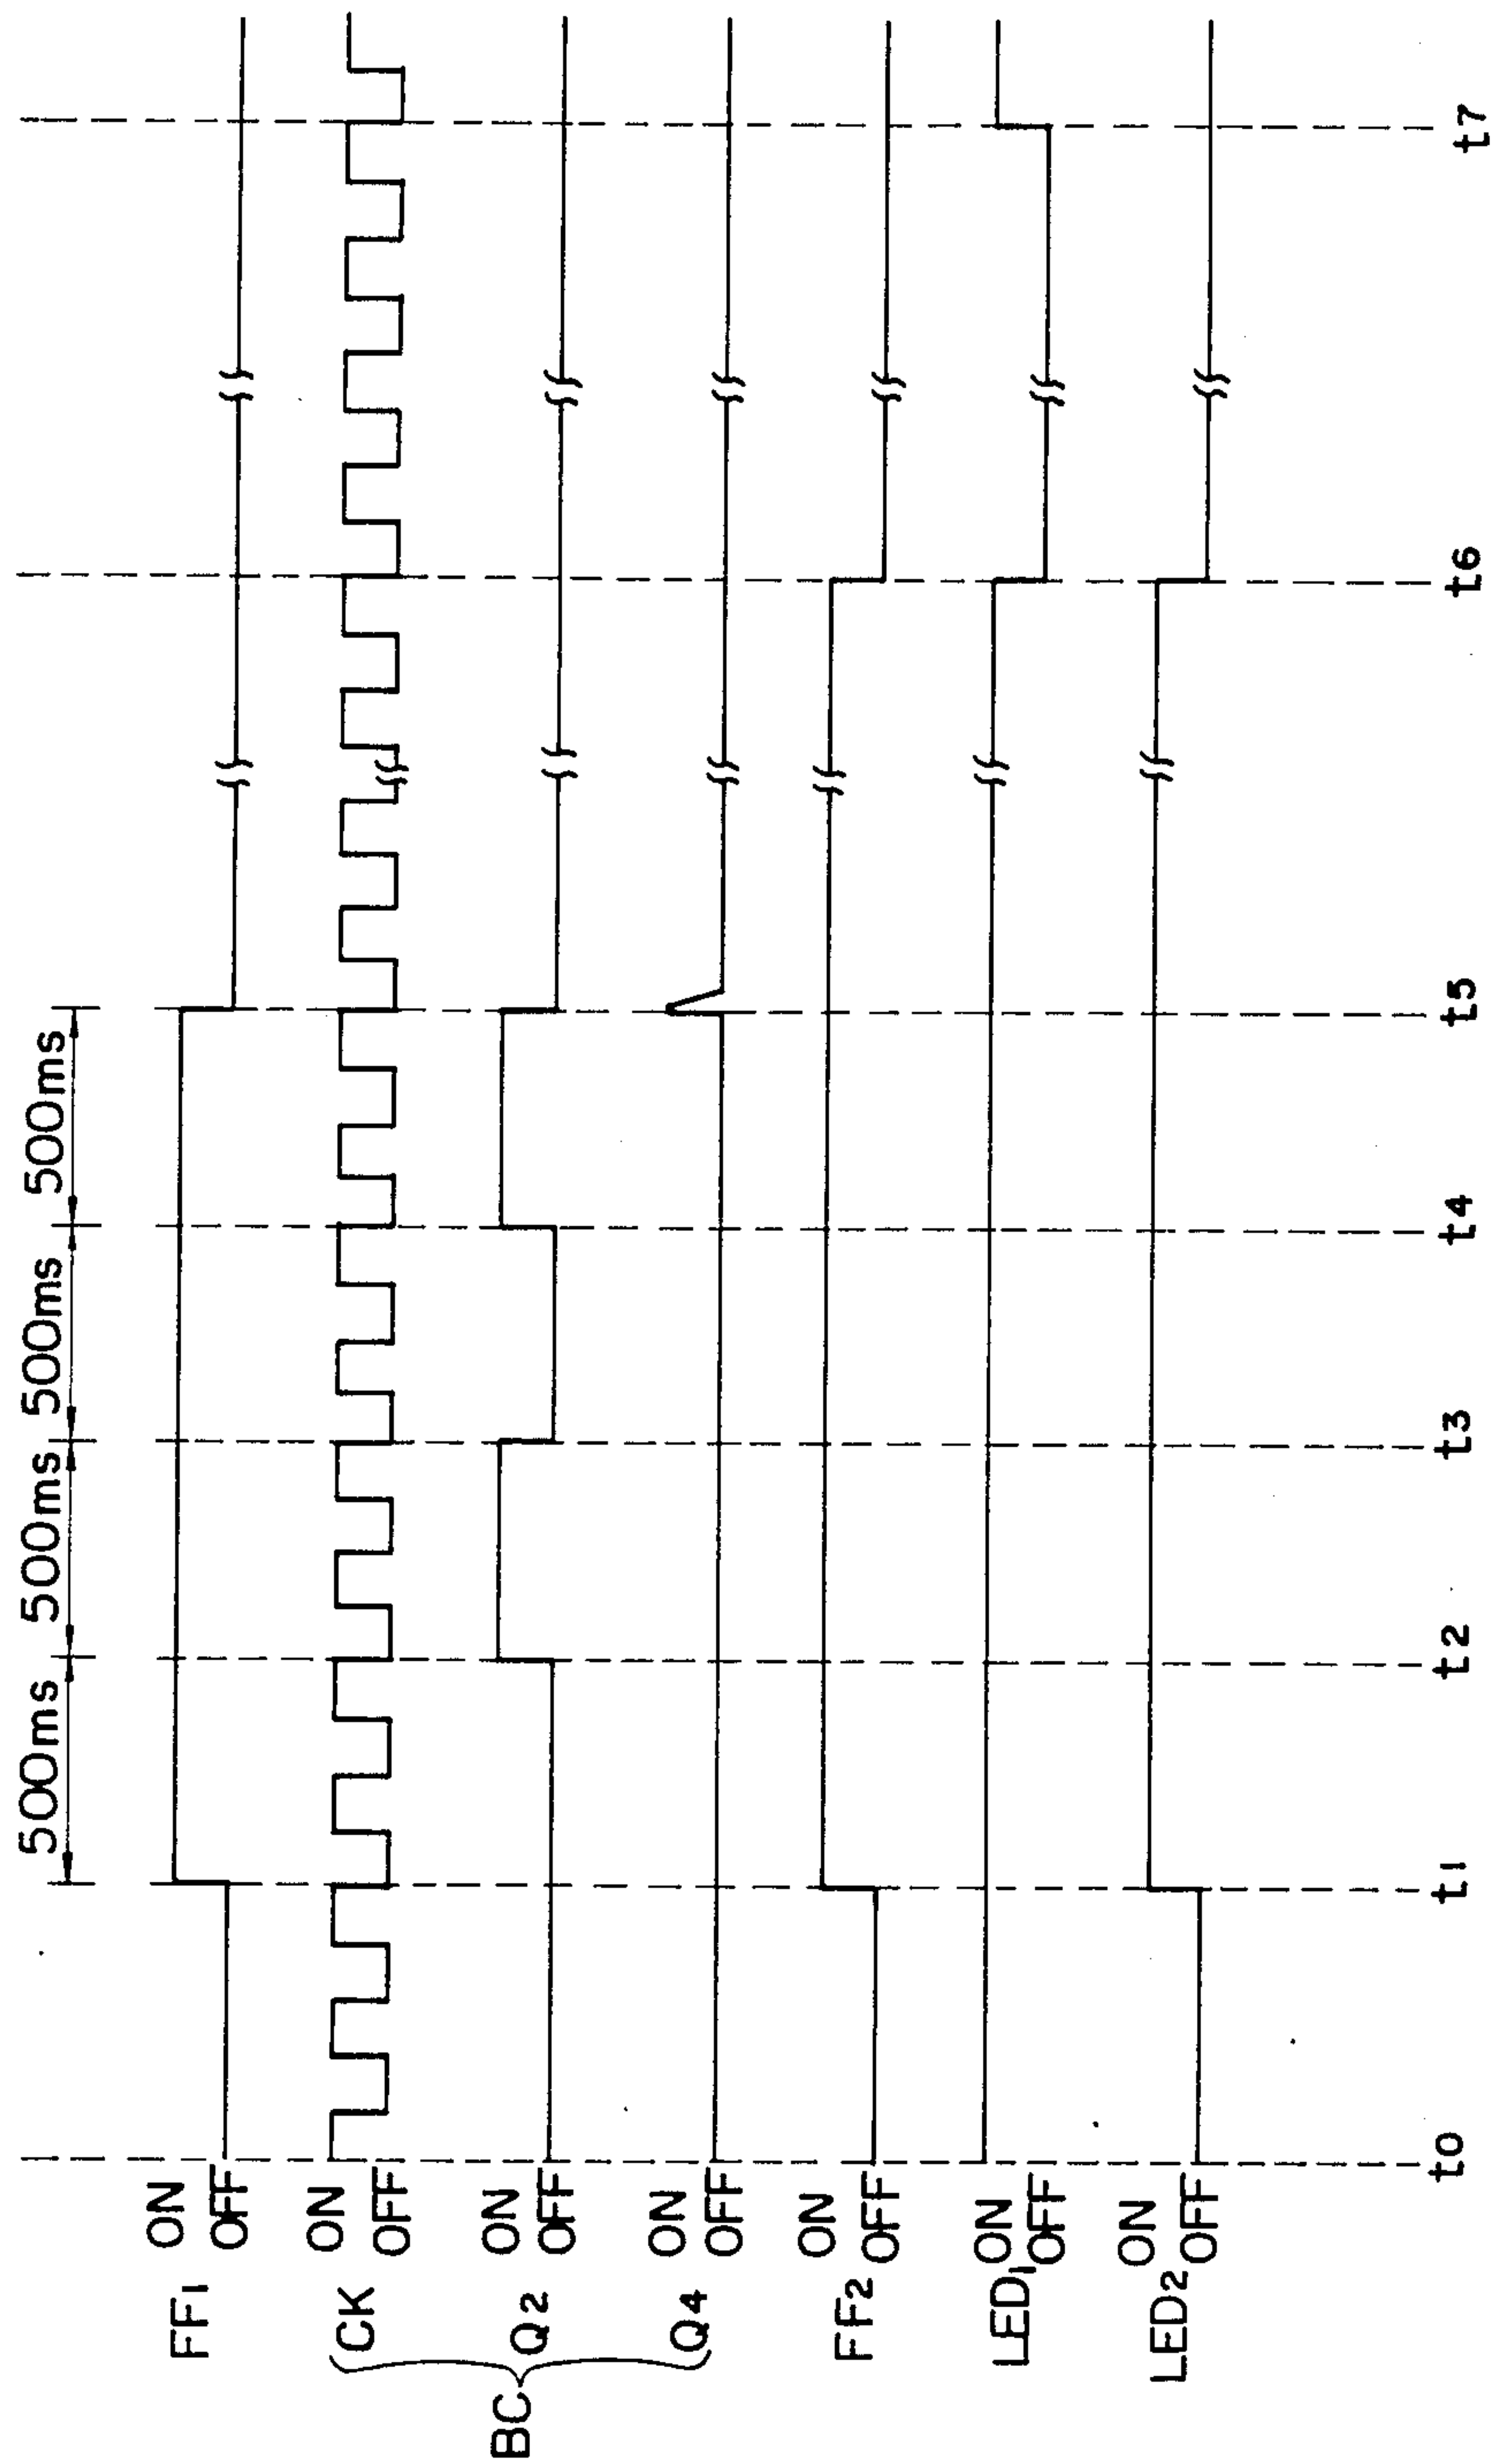 500ms 500ms 500ms 500ms
FF1 ON
OFF
BC
CK ON
OFF
Q2 ON
OFF
Q4 ON
OFF
FF2 ON
OFF
LED1 ON
OFF
LED2 ON
OFF
t0 t1 t2 t3 t4 t5 t6 t7